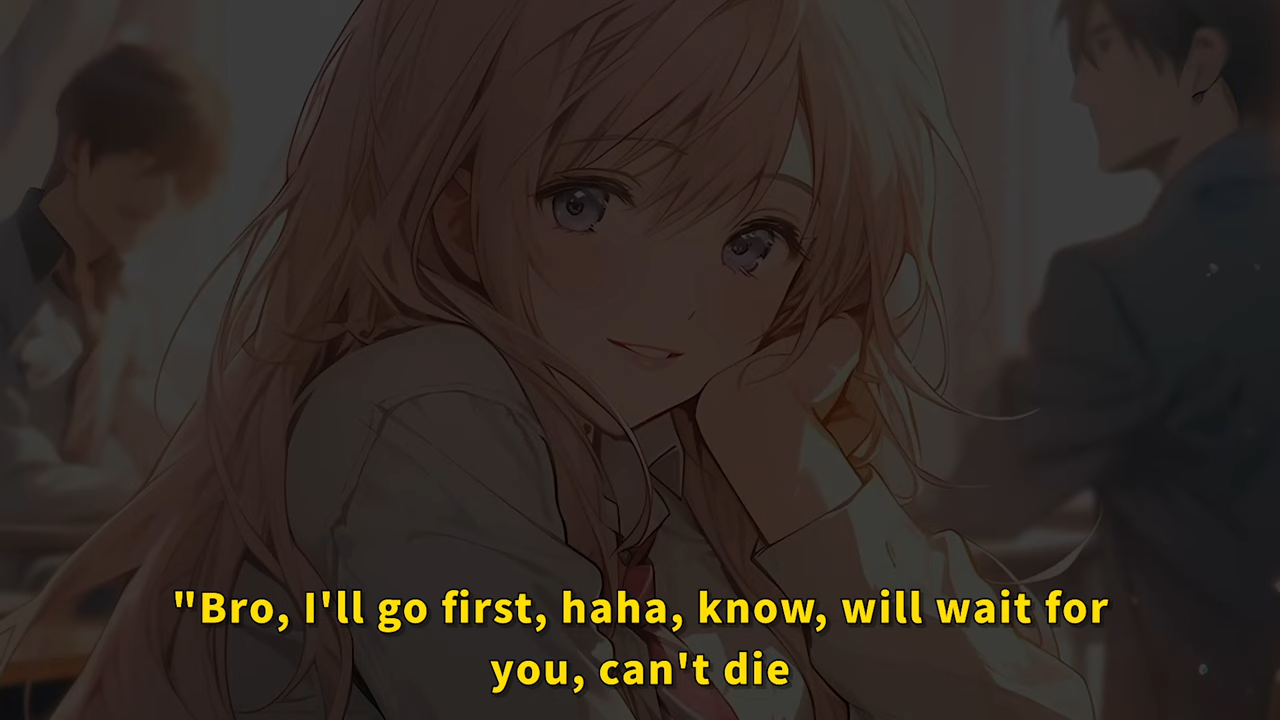 "Bro, I'll go first, haha, know, will wait for
you, can't die